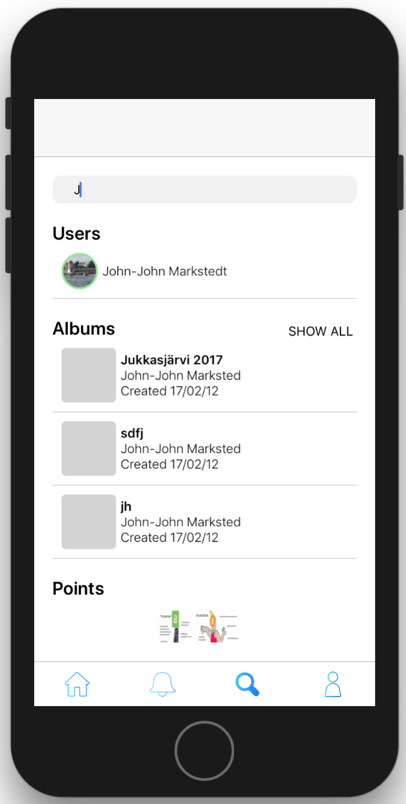 J
Users
John-John Markstedt
Albums
SHOW ALL
Jukkasjärvi 2017
John-John Marksted
Created 17/02/12
sdfj
John-John Marksted
Created 17/02/12
jh
John-John Marksted
Created 17/02/12
Points